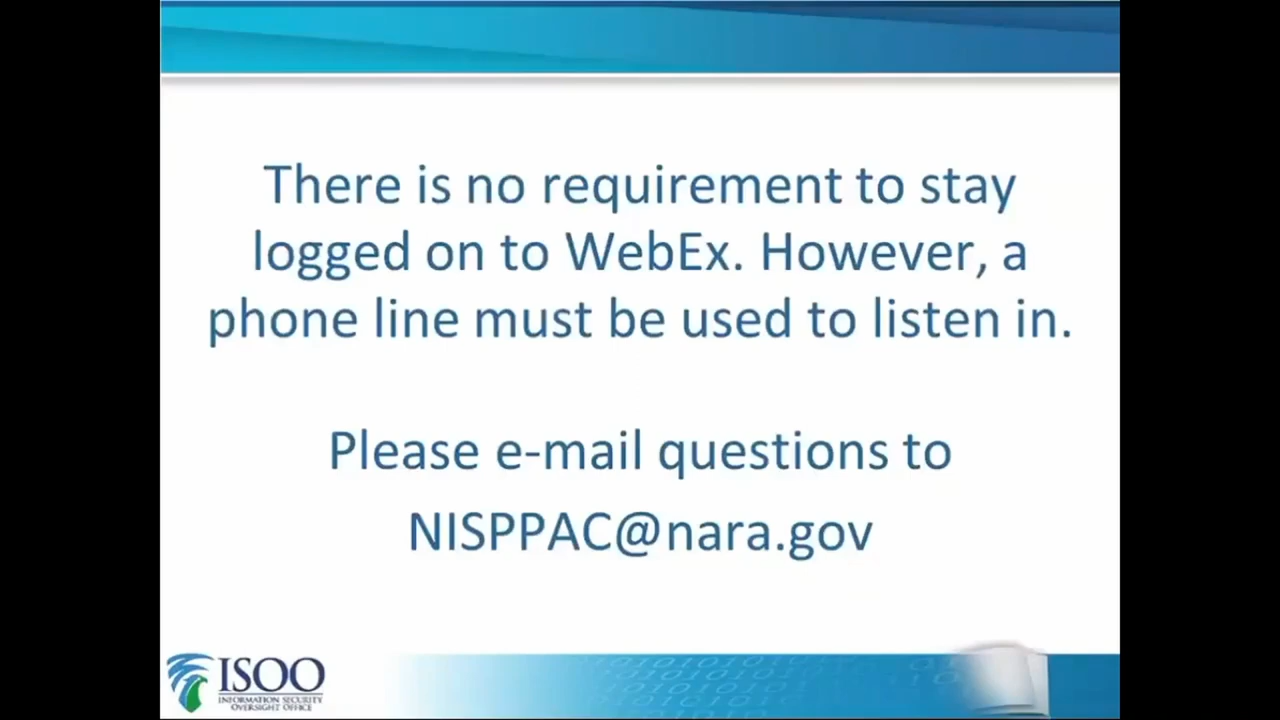 There is no requirement to stay
logged on to WebEx. However, a
phone line must be used to listen in.
Please e-mail questions to
NISPPAC@nara.gov
ISOO
INFORMATION SECURITY
OVERSIGHT OFFICE